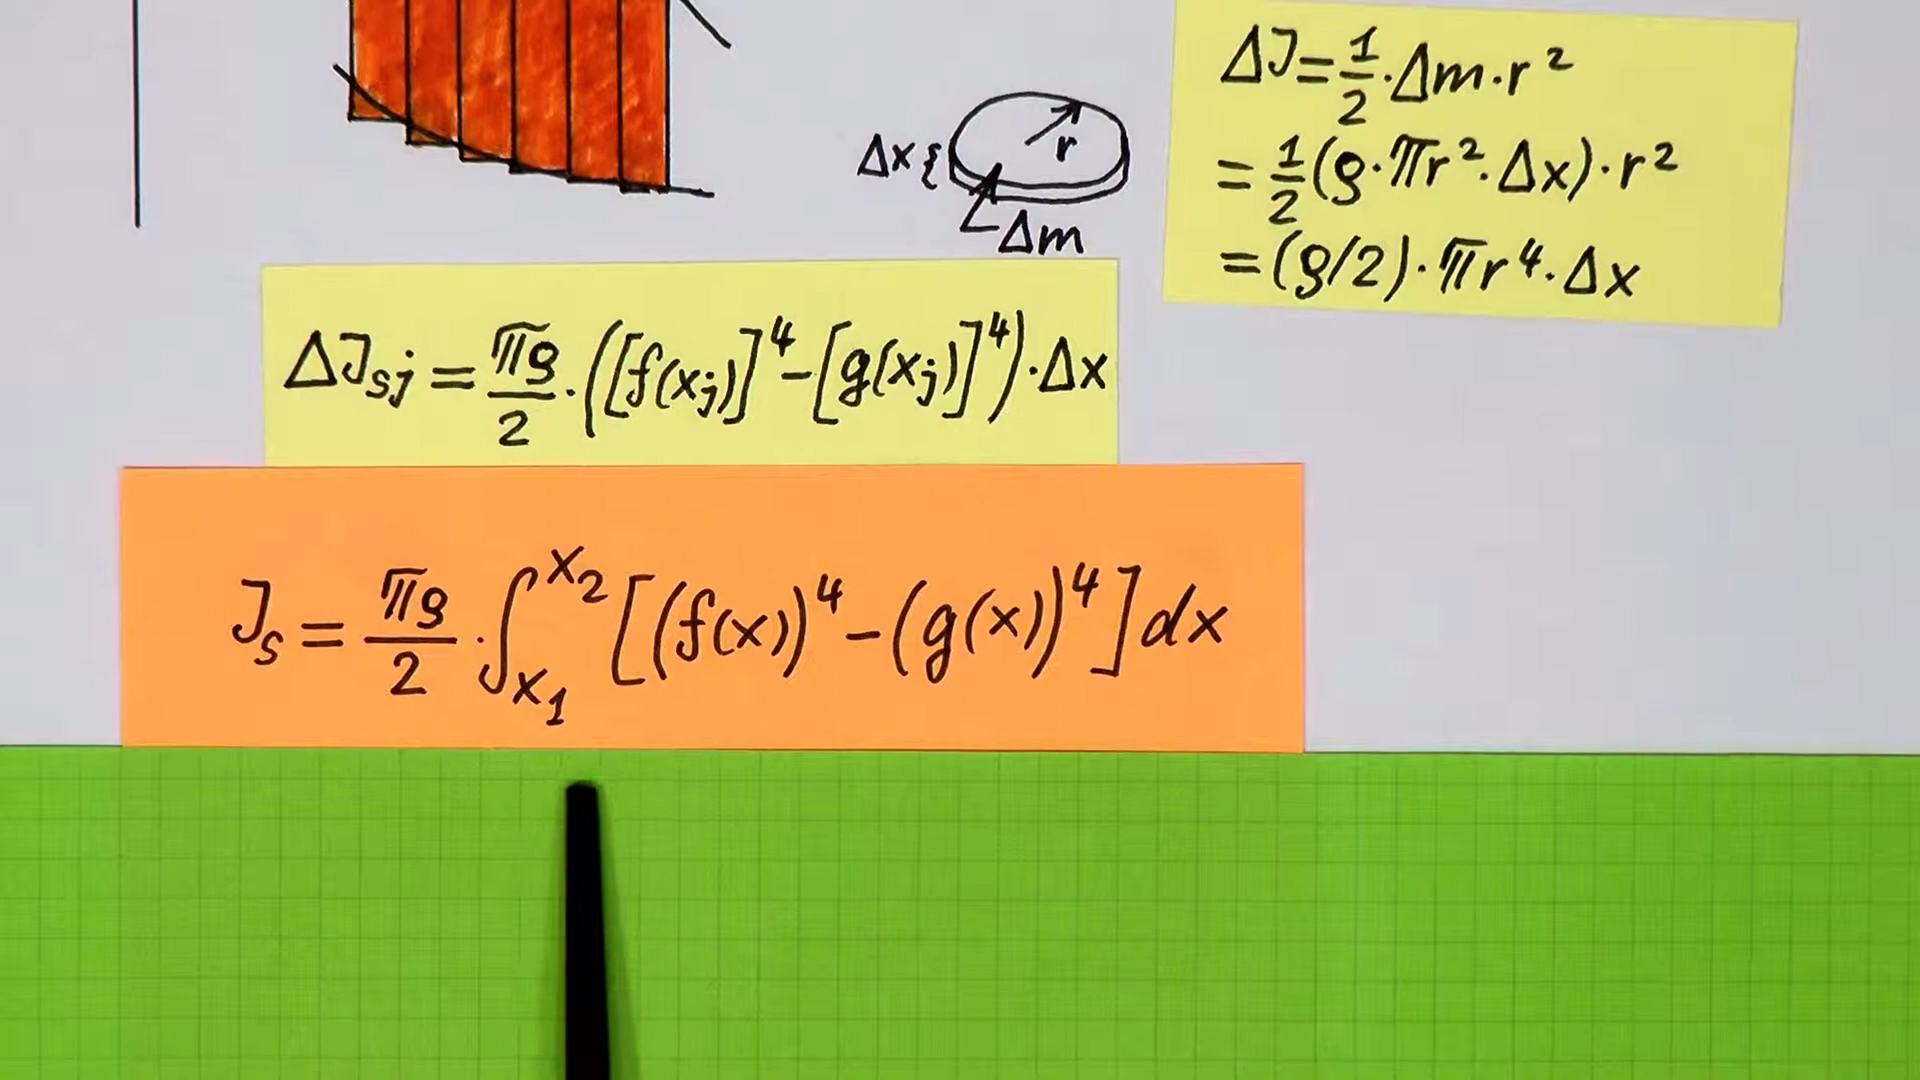 ΔJ = 1/2 · Δm · r²
= 1/2 (ρ · πr² · Δx) · r²
= (ρ/2) · πr⁴ · Δx
Δx {
r
Δm
ΔJ_sj = πρ/2 · ([f(x_j)]⁴ − [g(x_j)]⁴) · Δx
J_s = πρ/2 · ∫_x₁^x₂ [(f(x))⁴ − (g(x))⁴] dx